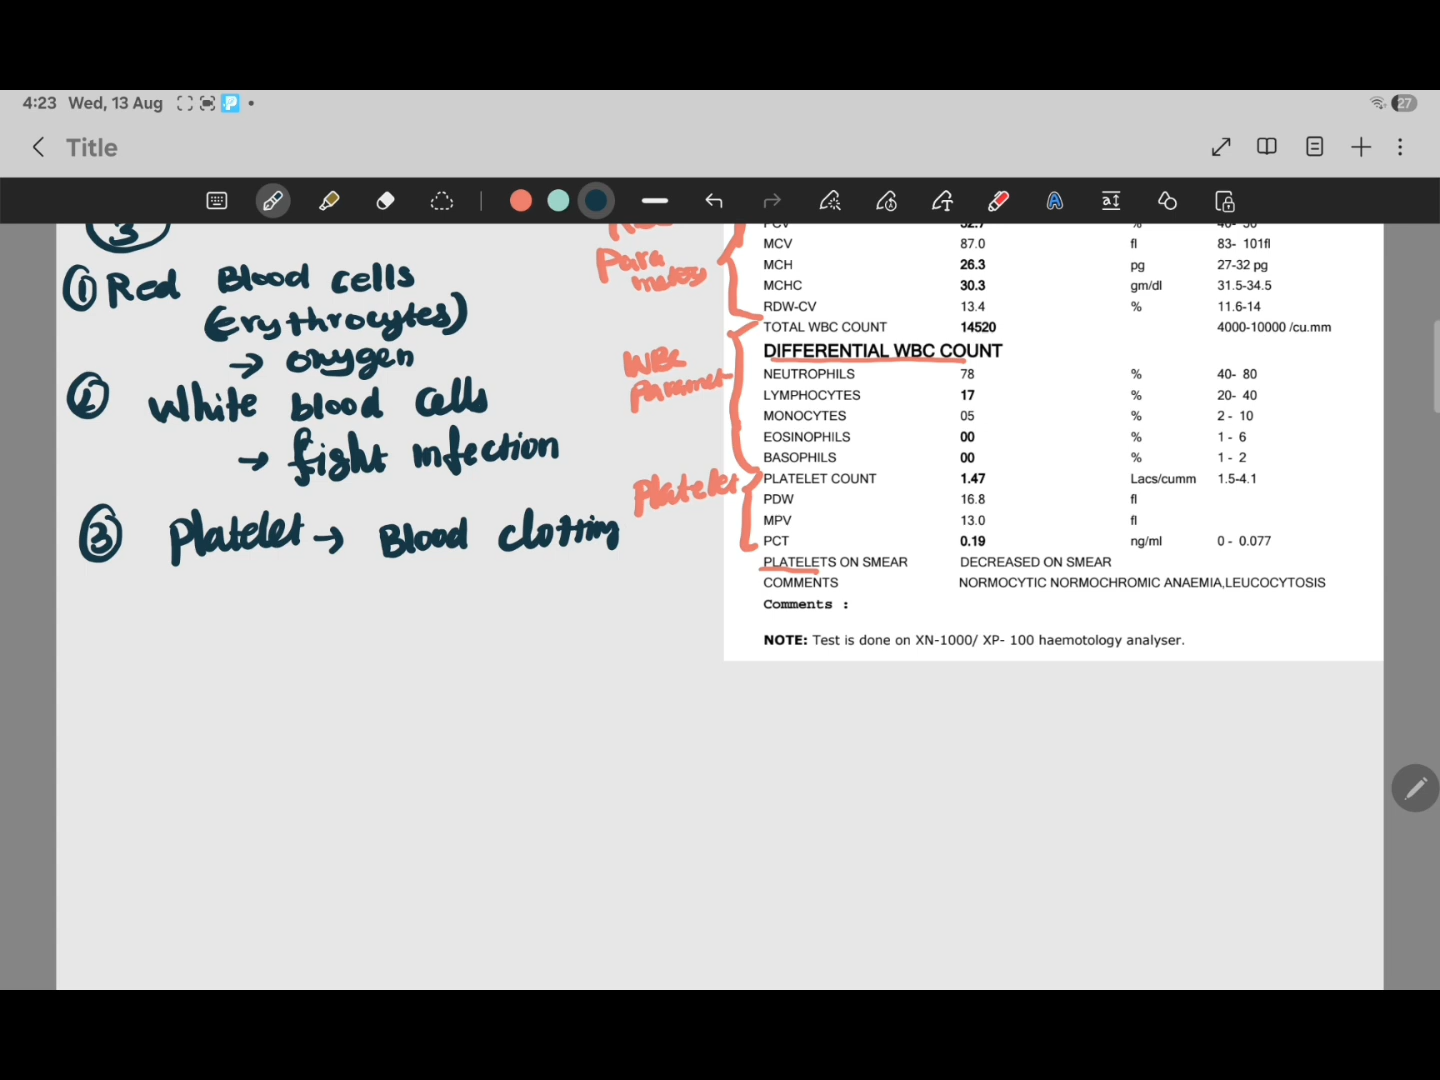 4:23 Wed, 13 Aug
27
Title
3
① Red Blood cells
(Erythrocytes)
→ oxygen
② White blood cells
→ fight infection
③ Platelet → Blood clotting
Para
meters
WBC
Paramet
Platelet
PCV 32.7 % 40- 50
MCV 87.0 fl 83- 101fl
MCH 26.3 pg 27-32 pg
MCHC 30.3 gm/dl 31.5-34.5
RDW-CV 13.4 % 11.6-14
TOTAL WBC COUNT 14520 4000-10000 /cu.mm
DIFFERENTIAL WBC COUNT
NEUTROPHILS 78 % 40- 80
LYMPHOCYTES 17 % 20- 40
MONOCYTES 05 % 2 - 10
EOSINOPHILS 00 % 1 - 6
BASOPHILS 00 % 1 - 2
PLATELET COUNT 1.47 Lacs/cumm 1.5-4.1
PDW 16.8 fl
MPV 13.0 fl
PCT 0.19 ng/ml 0 - 0.077
PLATELETS ON SMEAR DECREASED ON SMEAR
COMMENTS NORMOCYTIC NORMOCHROMIC ANAEMIA,LEUCOCYTOSIS
Comments :
NOTE: Test is done on XN-1000/ XP- 100 haemotology analyser.